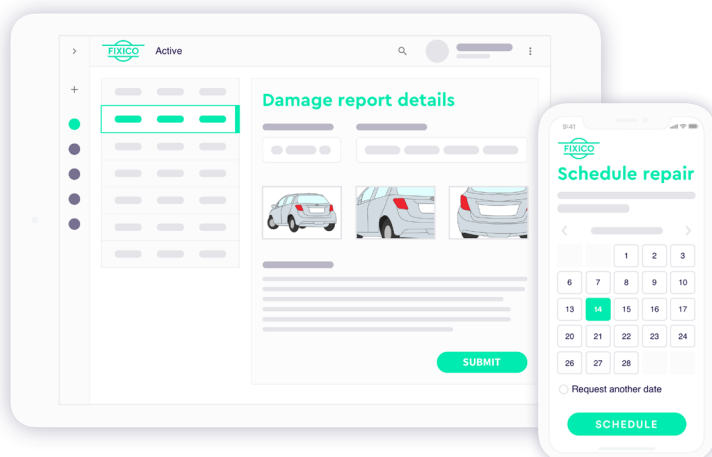 FIXICO
Active
Damage report details
SUBMIT
9:41
FIXICO
Schedule repair
1 2 3
6 7 8 9 10
13 14 15 16 17
20 21 22 23 24
26 27 28
Request another date
SCHEDULE